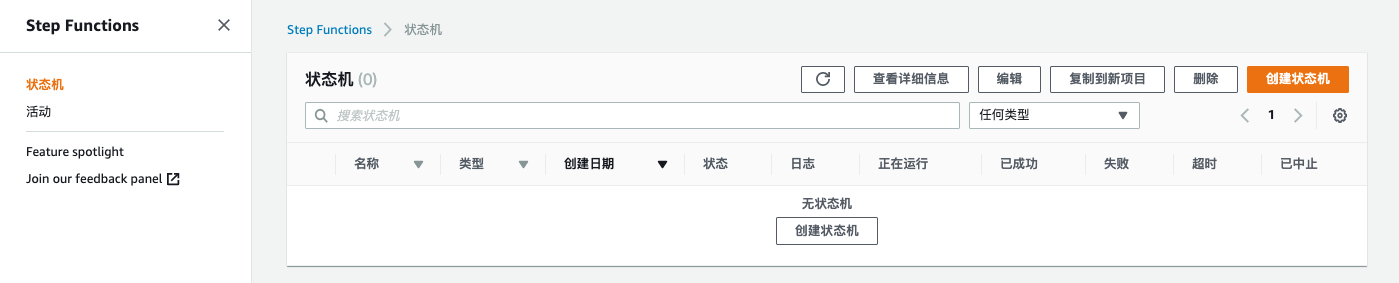 Step Functions
状态机
活动
Feature spotlight
Join our feedback panel
Step Functions 状态机
状态机 (0) 查看详细信息 编辑 复制到新项目 删除 创建状态机
搜索状态机 任何类型 1
名称 类型 创建日期 状态 日志 正在运行 已成功 失败 超时 已中止
无状态机
创建状态机